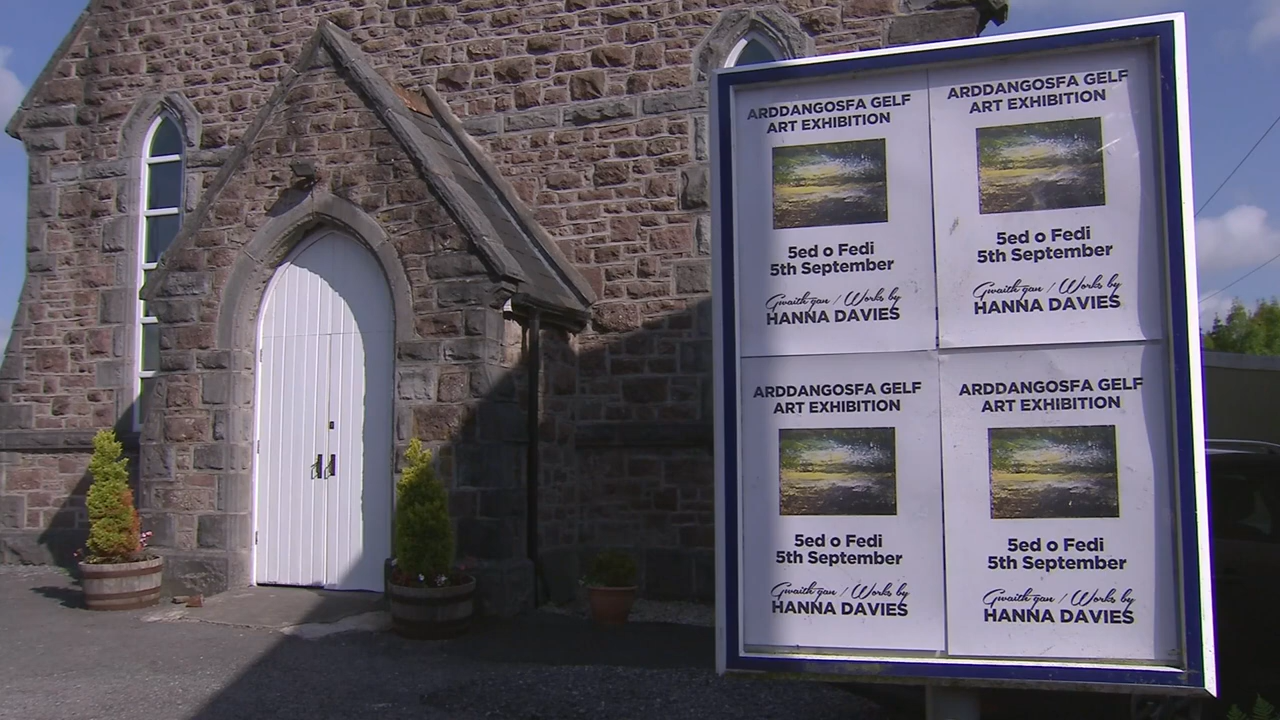 ARDDANGOSFA GELF
ART EXHIBITION
5ed o Fedi
5th September
Gwaith gan / Works by
HANNA DAVIES
ARDDANGOSFA GELF
ART EXHIBITION
5ed o Fedi
5th September
Gwaith gan / Works by
HANNA DAVIES
ARDDANGOSFA GELF
ART EXHIBITION
5ed o Fedi
5th September
Gwaith gan / Works by
HANNA DAVIES
ARDDANGOSFA GELF
ART EXHIBITION
5ed o Fedi
5th September
Gwaith gan / Works by
HANNA DAVIES